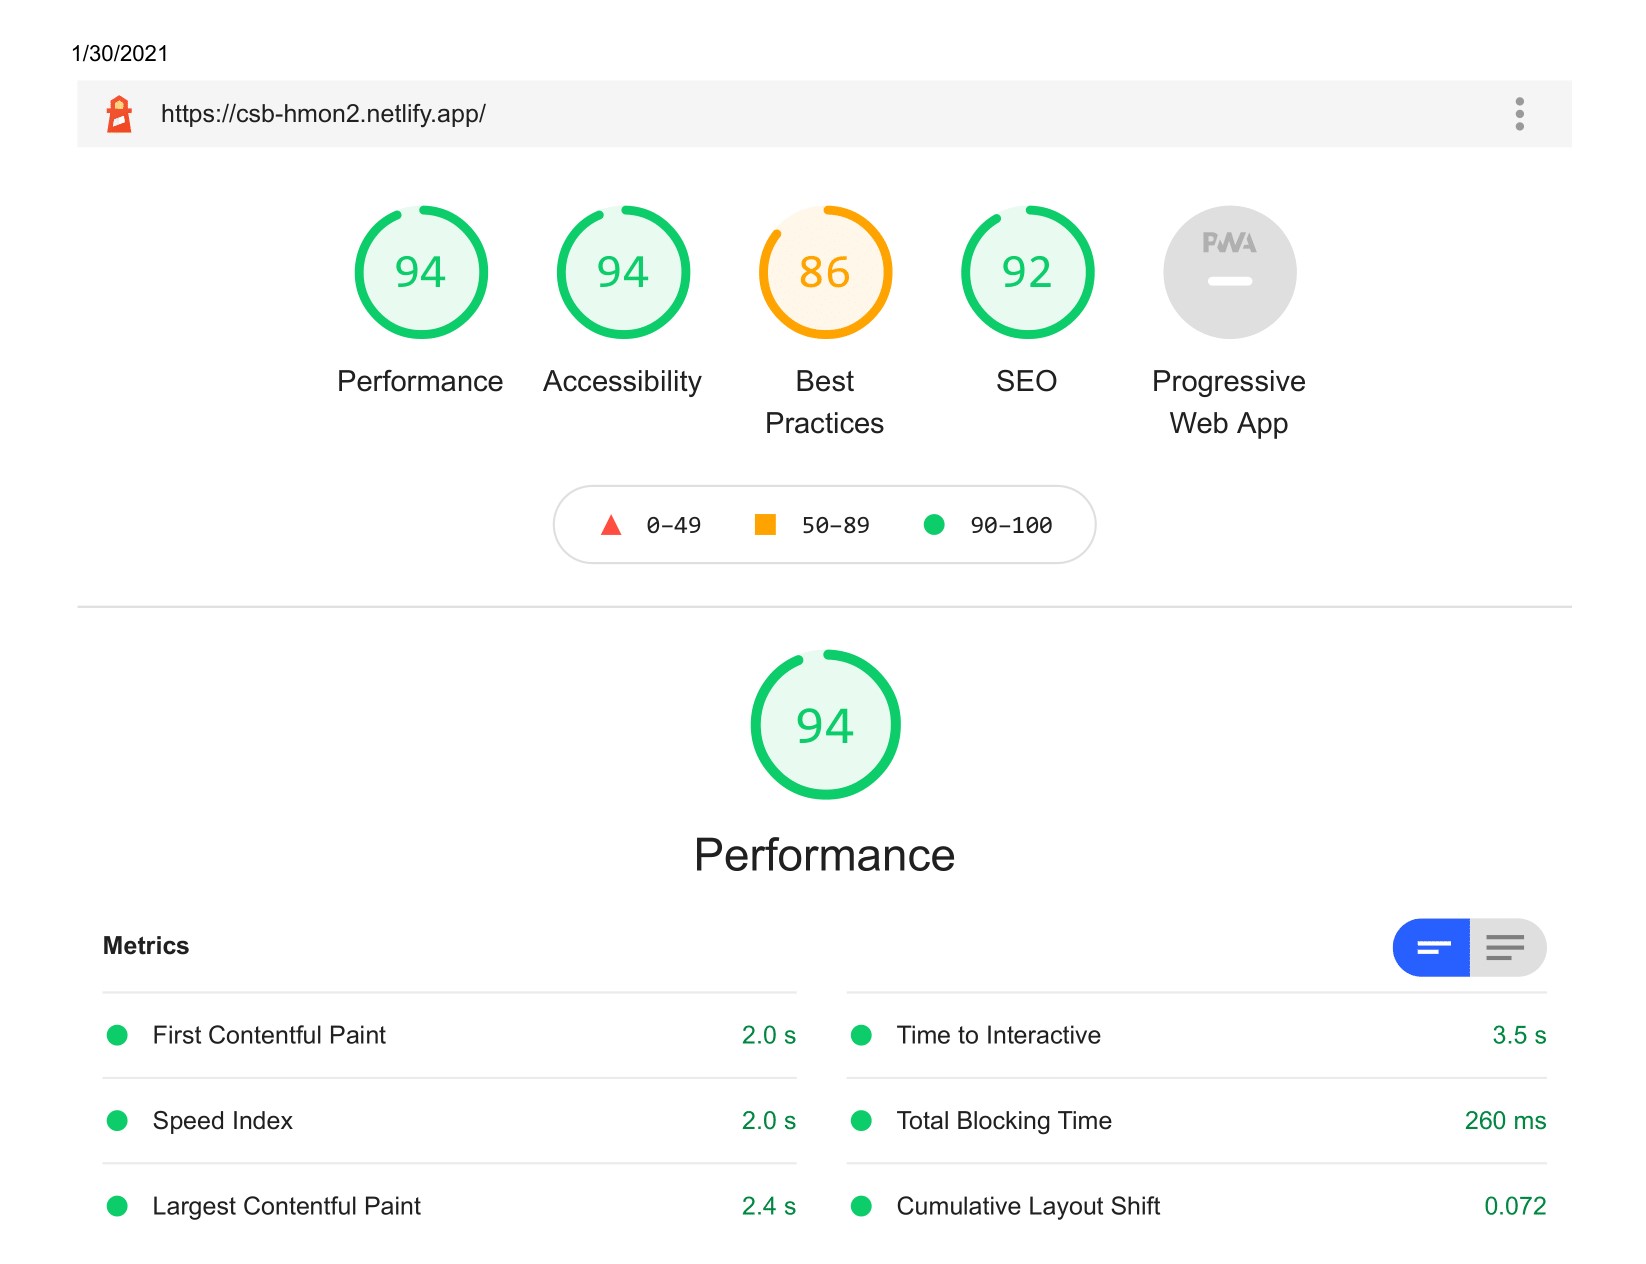 1/30/2021
https://csb-hmon2.netlify.app/
94
94
86
92
PWA
Performance
Accessibility
Best
Practices
SEO
Progressive
Web App
0–49
50–89
90–100
94
Performance
Metrics
First Contentful Paint
2.0 s
Time to Interactive
3.5 s
Speed Index
2.0 s
Total Blocking Time
260 ms
Largest Contentful Paint
2.4 s
Cumulative Layout Shift
0.072